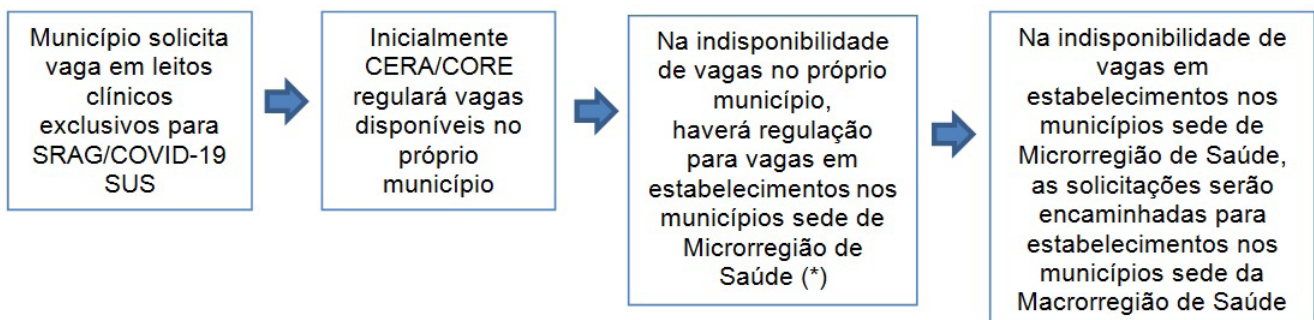 Município solicita
vaga em leitos
clínicos
exclusivos para
SRAG/COVID-19
SUS
Inicialmente
CERA/CORE
regulará vagas
disponíveis no
próprio
município
Na indisponibilidade
de vagas no próprio
município,
haverá regulação
para vagas em
estabelecimentos nos
municípios sede de
Microrregião de
Saúde (*)
Na indisponibilidade de
vagas em
estabelecimentos nos
municípios sede de
Microrregião de Saúde,
as solicitações serão
encaminhadas para
estabelecimentos nos
municípios sede da
Macrorregião de Saúde